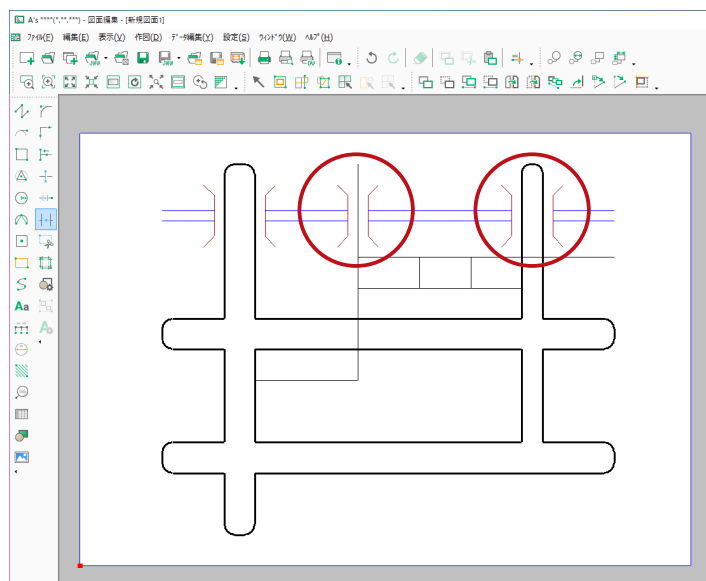 A's ****(*.**.***) - 図面編集 - [新規図面1]
ファイル(F) 編集(E) 表示(V) 作図(D) データ編集(Y) 設定(S) ウィンドウ(W) ヘルプ(H)
Aa